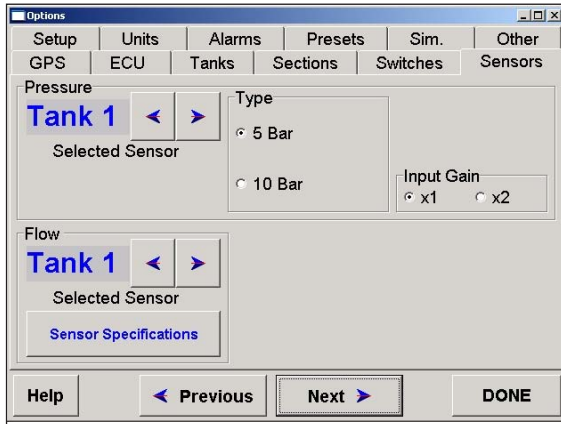 Options
Setup Units Alarms Presets Sim. Other
GPS ECU Tanks Sections Switches Sensors
Pressure
Tank 1
Selected Sensor
Type
5 Bar
10 Bar
Input Gain
x1 x2
Flow
Tank 1
Selected Sensor
Sensor Specifications
Help Previous Next DONE